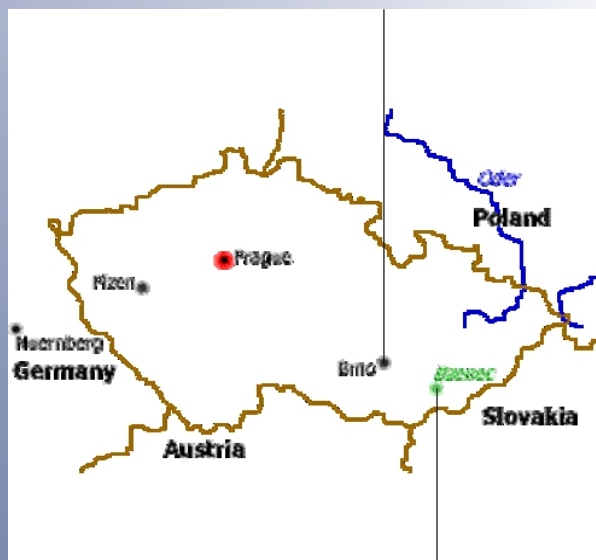 Oder
Poland
Prague
Plzen
Nuernberg
Germany
Brno
Slovakia
Austria